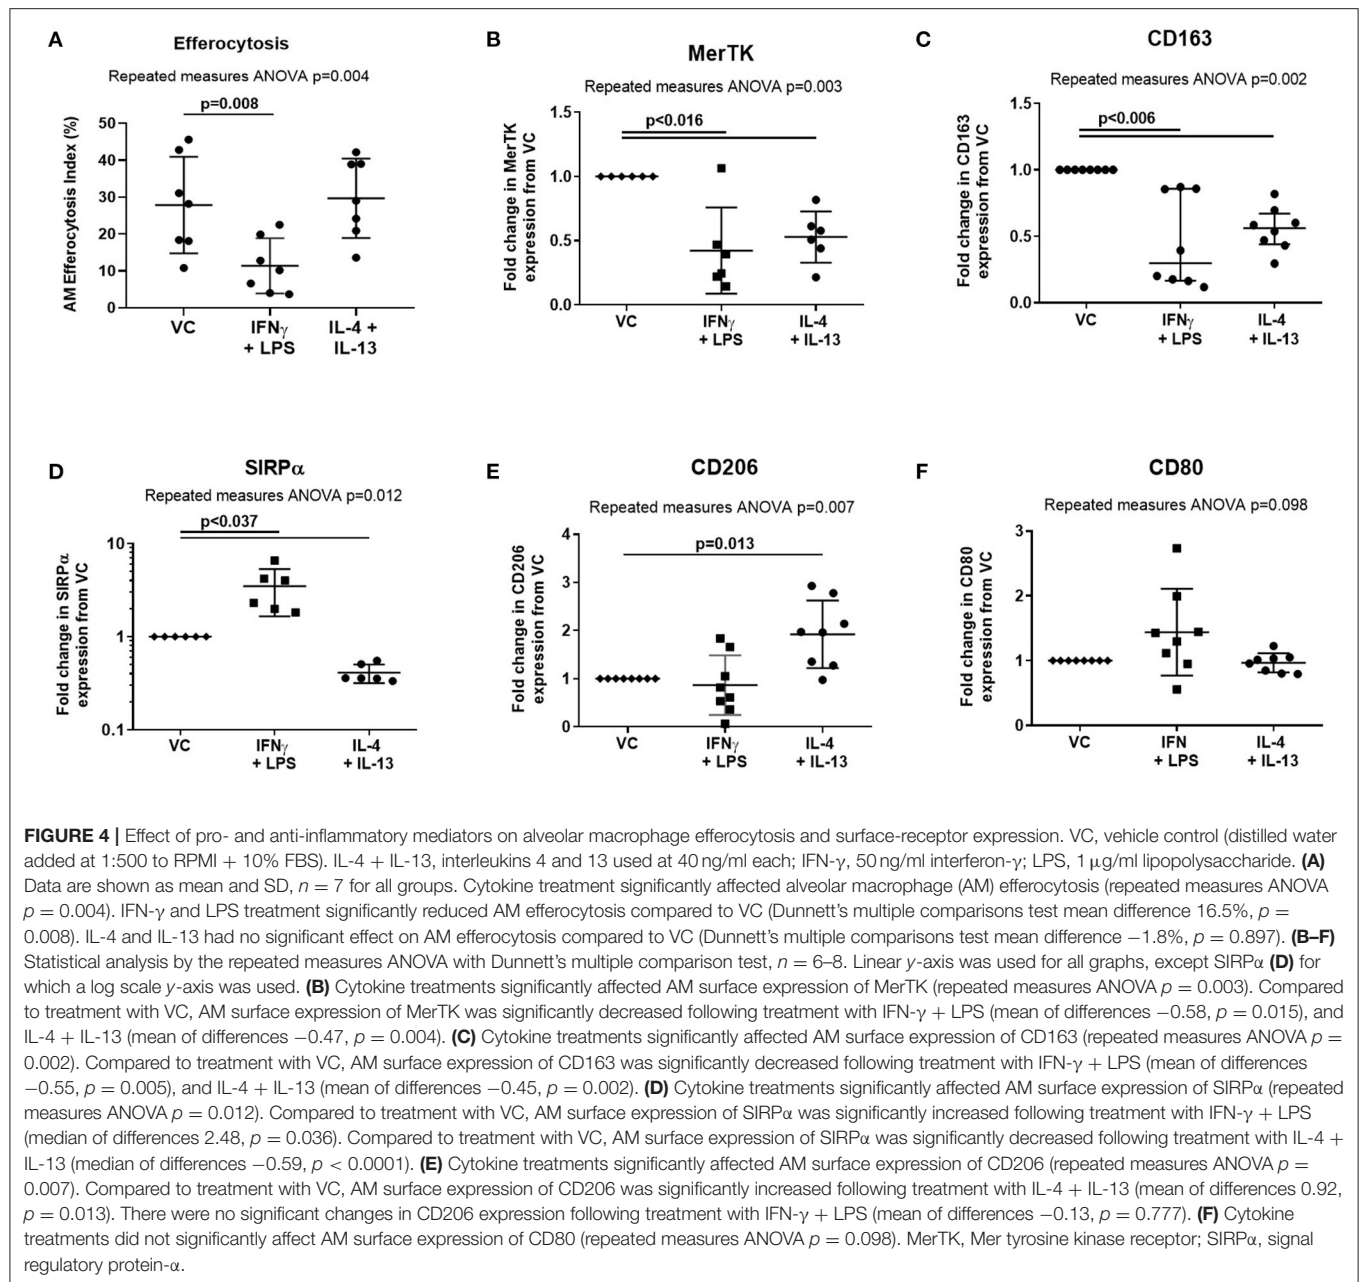 A
Efferocytosis
Repeated measures ANOVA p=0.004
p=0.008
AM Efferocytosis Index (%)
50
40
30
20
10
0
VC
IFNγ
+ LPS
IL-4 +
IL-13
B
MerTK
Repeated measures ANOVA p=0.003
p<0.016
Fold change in MerTK
expression from VC
1.5
1.0
0.5
0.0
VC
IFNγ
+ LPS
IL-4
+ IL-13
C
CD163
Repeated measures ANOVA p=0.002
p<0.006
Fold change in CD163
expression from VC
1.5
1.0
0.5
0.0
VC
IFNγ
+ LPS
IL-4
+ IL-13
D
SIRPα
Repeated measures ANOVA p=0.012
p<0.037
Fold change in SIRPα
expression from VC
10
1
0.1
VC
IFNγ
+ LPS
IL-4
+ IL-13
E
CD206
Repeated measures ANOVA p=0.007
p=0.013
Fold change in CD206
expression from VC
4
3
2
1
0
VC
IFNγ
+ LPS
IL-4
+ IL-13
F
CD80
Repeated measures ANOVA p=0.098
Fold change in CD80
expression from VC
3
2
1
0
VC
IFN
+ LPS
IL-4
+ IL-13
FIGURE 4 | Effect of pro- and anti-inflammatory mediators on alveolar macrophage efferocytosis and surface-receptor expression. VC, vehicle control (distilled water
added at 1:500 to RPMI + 10% FBS). IL-4 + IL-13, interleukins 4 and 13 used at 40 ng/ml each; IFN-γ, 50 ng/ml interferon-γ; LPS, 1 μg/ml lipopolysaccharide. (A)
Data are shown as mean and SD, n = 7 for all groups. Cytokine treatment significantly affected alveolar macrophage (AM) efferocytosis (repeated measures ANOVA
p = 0.004). IFN-γ and LPS treatment significantly reduced AM efferocytosis compared to VC (Dunnett's multiple comparisons test mean difference 16.5%, p =
0.008). IL-4 and IL-13 had no significant effect on AM efferocytosis compared to VC (Dunnett's multiple comparisons test mean difference −1.8%, p = 0.897). (B–F)
Statistical analysis by the repeated measures ANOVA with Dunnett's multiple comparison test, n = 6–8. Linear y-axis was used for all graphs, except SIRPα (D) for
which a log scale y-axis was used. (B) Cytokine treatments significantly affected AM surface expression of MerTK (repeated measures ANOVA p = 0.003). Compared
to treatment with VC, AM surface expression of MerTK was significantly decreased following treatment with IFN-γ + LPS (mean of differences −0.58, p = 0.015), and
IL-4 + IL-13 (mean of differences −0.47, p = 0.004). (C) Cytokine treatments significantly affected AM surface expression of CD163 (repeated measures ANOVA p =
0.002). Compared to treatment with VC, AM surface expression of CD163 was significantly decreased following treatment with IFN-γ + LPS (mean of differences
−0.55, p = 0.005), and IL-4 + IL-13 (mean of differences −0.45, p = 0.002). (D) Cytokine treatments significantly affected AM surface expression of SIRPα (repeated
measures ANOVA p = 0.012). Compared to treatment with VC, AM surface expression of SIRPα was significantly increased following treatment with IFN-γ + LPS
(median of differences 2.48, p = 0.036). Compared to treatment with VC, AM surface expression of SIRPα was significantly decreased following treatment with IL-4 +
IL-13 (median of differences −0.59, p < 0.0001). (E) Cytokine treatments significantly affected AM surface expression of CD206 (repeated measures ANOVA p =
0.007). Compared to treatment with VC, AM surface expression of CD206 was significantly increased following treatment with IL-4 + IL-13 (mean of differences 0.92,
p = 0.013). There were no significant changes in CD206 expression following treatment with IFN-γ + LPS (mean of differences −0.13, p = 0.777). (F) Cytokine
treatments did not significantly affect AM surface expression of CD80 (repeated measures ANOVA p = 0.098). MerTK, Mer tyrosine kinase receptor; SIRPα, signal
regulatory protein-α.